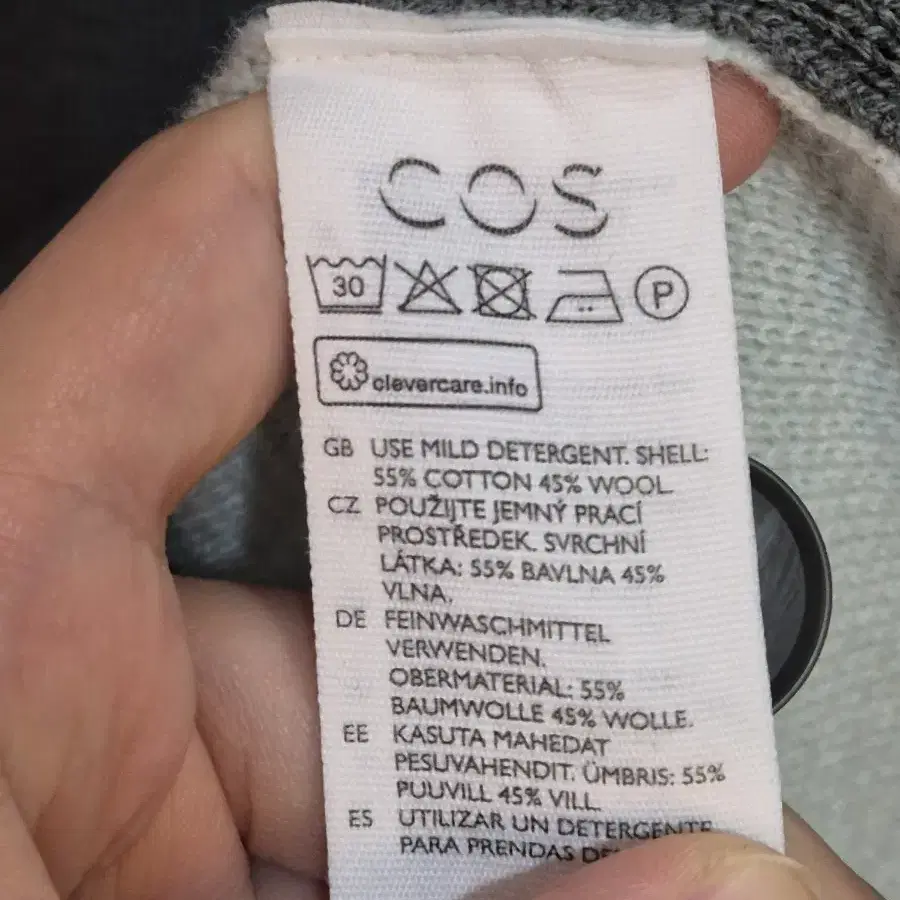 COS
30 P
clevercare.info
GB USE MILD DETERGENT. SHELL:
55% COTTON 45% WOOL
CZ POUŽIJTE JEMNÝ PRACÍ
PROSTŘEDEK. SVRCHNÍ
LÁTKA: 55% BAVLNA 45%
VLNA.
DE FEINWASCHMITTEL
VERWENDEN.
OBERMATERIAL: 55%
BAUMWOLLE 45% WOLLE.
EE KASUTA MAHEDAT
PESUVAHENDIT. ÜMBRIS: 55%
PUUVILL 45% VILL.
ES UTILIZAR UN DETERGENTE
PARA PRENDAS